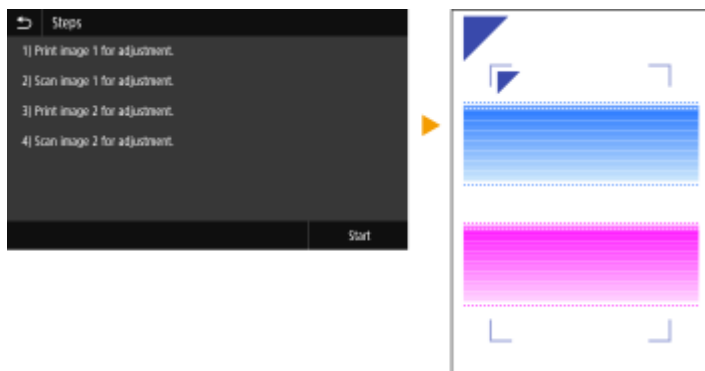 Steps
1) Print image 1 for adjustment.
2) Scan image 1 for adjustment.
3) Print image 2 for adjustment.
4) Scan image 2 for adjustment.
Start